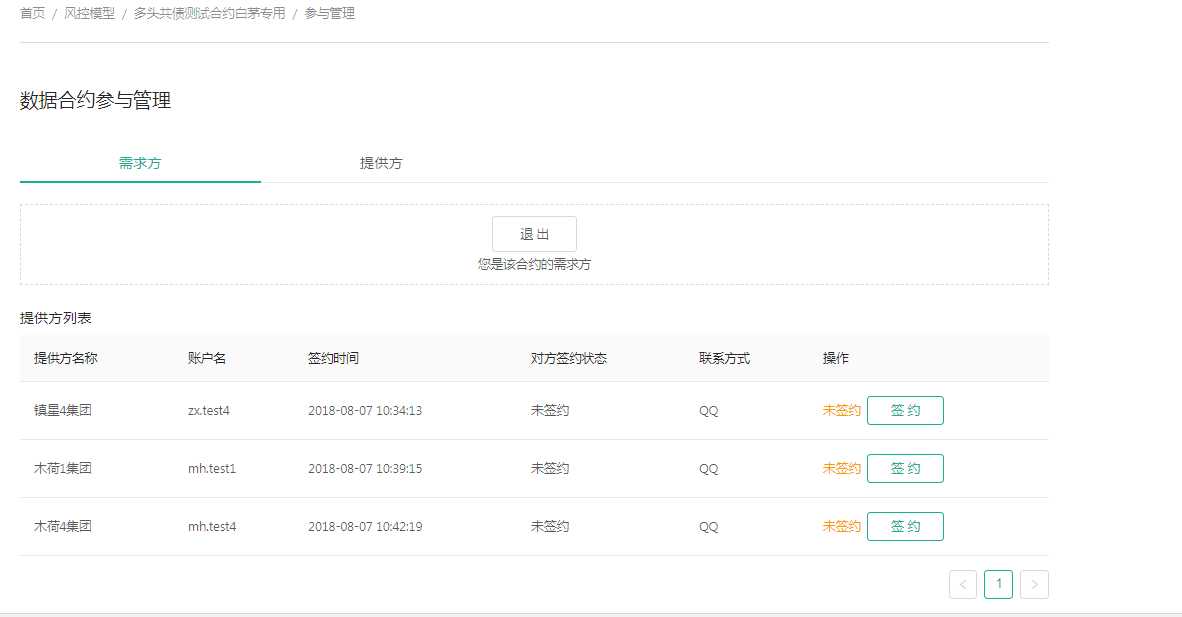 首页 / 风控模型 / 多头共债测试合约白茅专用 / 参与管理
数据合约参与管理
需求方 提供方
退 出
您是该合约的需求方
提供方列表
提供方名称 账户名 签约时间 对方签约状态 联系方式 操作
镇星4集团 zx.test4 2018-08-07 10:34:13 未签约 QQ 未签约 签 约
木荷1集团 mh.test1 2018-08-07 10:39:15 未签约 QQ 未签约 签 约
木荷4集团 mh.test4 2018-08-07 10:42:19 未签约 QQ 未签约 签 约
< 1 >